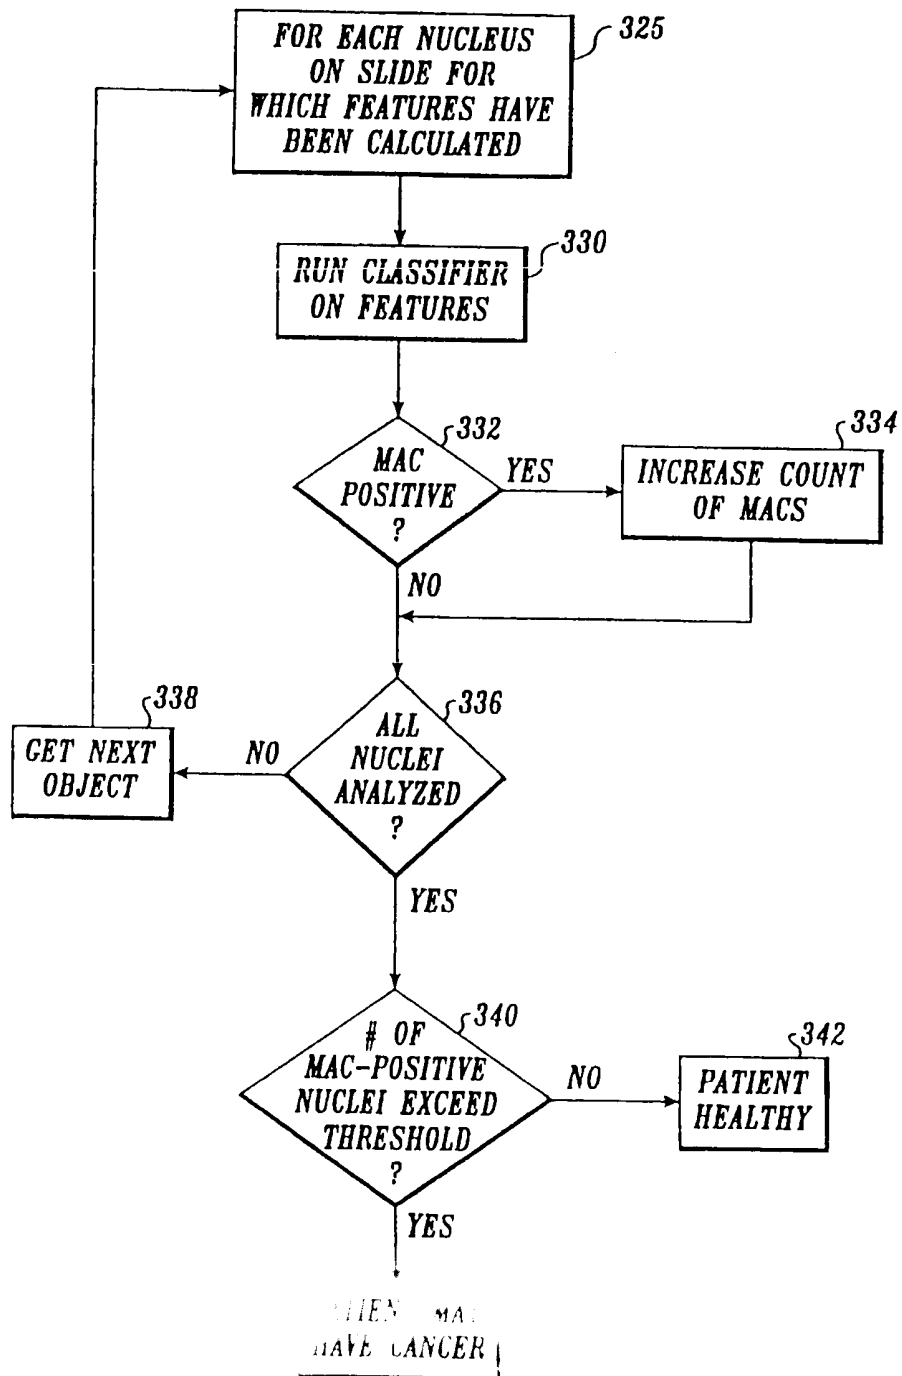 FOR EACH NUCLEUS
ON SLIDE FOR
WHICH FEATURES HAVE
BEEN CALCULATED
325
RUN CLASSIFIER
ON FEATURES
330
MAC
POSITIVE
?
332
YES
INCREASE COUNT
OF MACS
334
NO
ALL
NUCLEI
ANALYZED
?
336
NO
GET NEXT
OBJECT
338
YES
# OF
MAC-POSITIVE
NUCLEI EXCEED
THRESHOLD
?
340
NO
PATIENT
HEALTHY
342
YES
HAVE CANCER